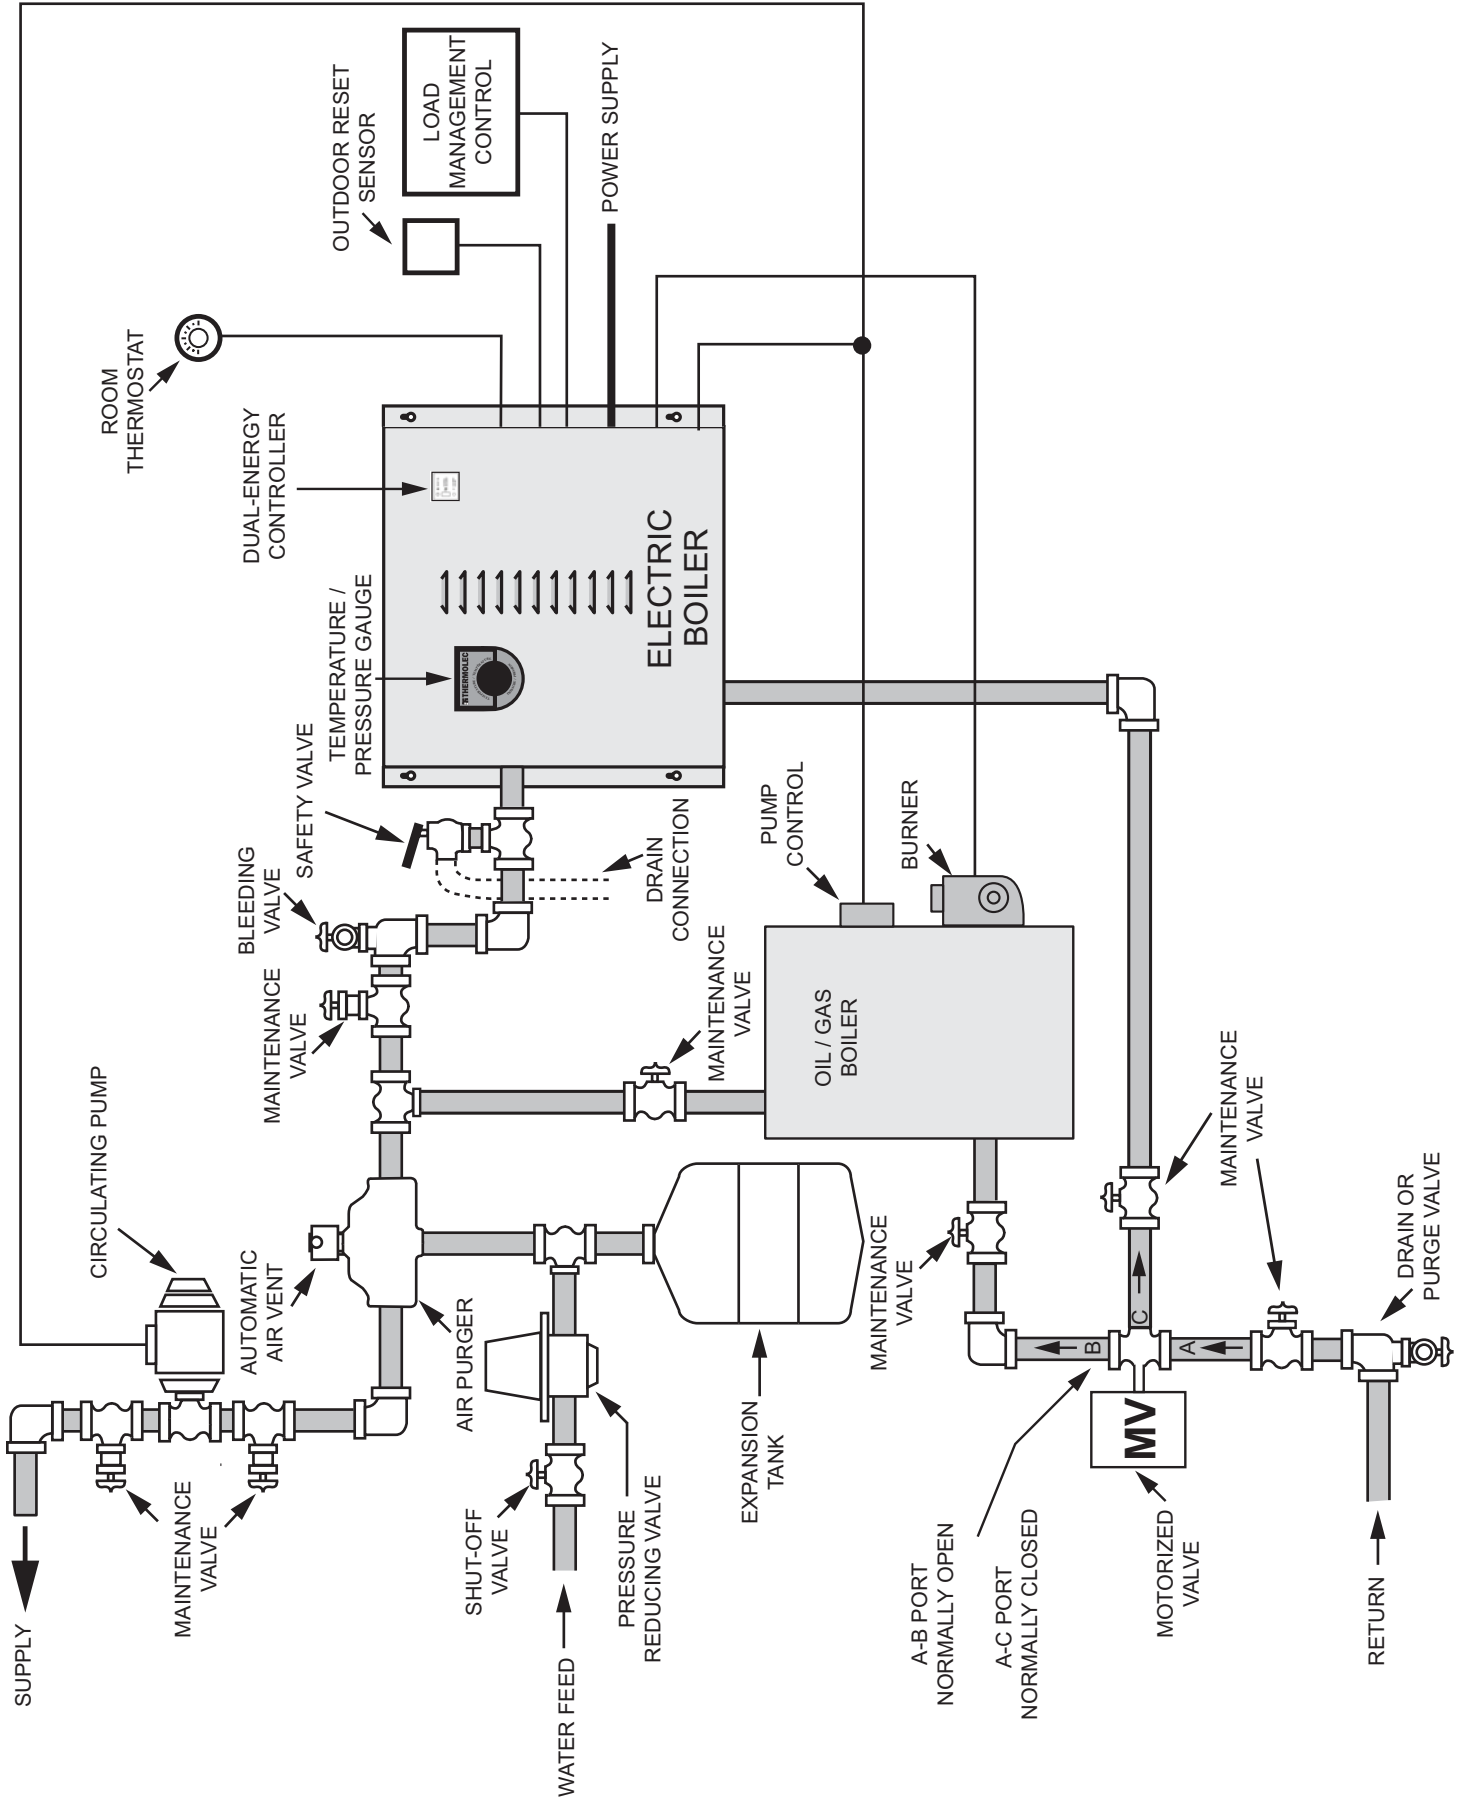 SUPPLY
MAINTENANCE
VALVE
CIRCULATING PUMP
AUTOMATIC
AIR VENT
MAINTENANCE
VALVE
BLEEDING
VALVE
SAFETY VALVE
TEMPERATURE /
PRESSURE GAUGE
DUAL-ENERGY
CONTROLLER
ROOM
THERMOSTAT
OUTDOOR RESET
SENSOR
LOAD
MANAGEMENT
CONTROL
POWER SUPPLY
THERMOLEC
ELECTRIC
BOILER
DRAIN
CONNECTION
AIR PURGER
WATER FEED
SHUT-OFF
VALVE
PRESSURE
REDUCING VALVE
EXPANSION
TANK
MAINTENANCE
VALVE
OIL / GAS
BOILER
PUMP
CONTROL
BURNER
MAINTENANCE
VALVE
A-B PORT
NORMALLY OPEN
A-C PORT
NORMALLY CLOSED
B
A
C
MV
MOTORIZED
VALVE
MAINTENANCE
VALVE
DRAIN OR
PURGE VALVE
RETURN